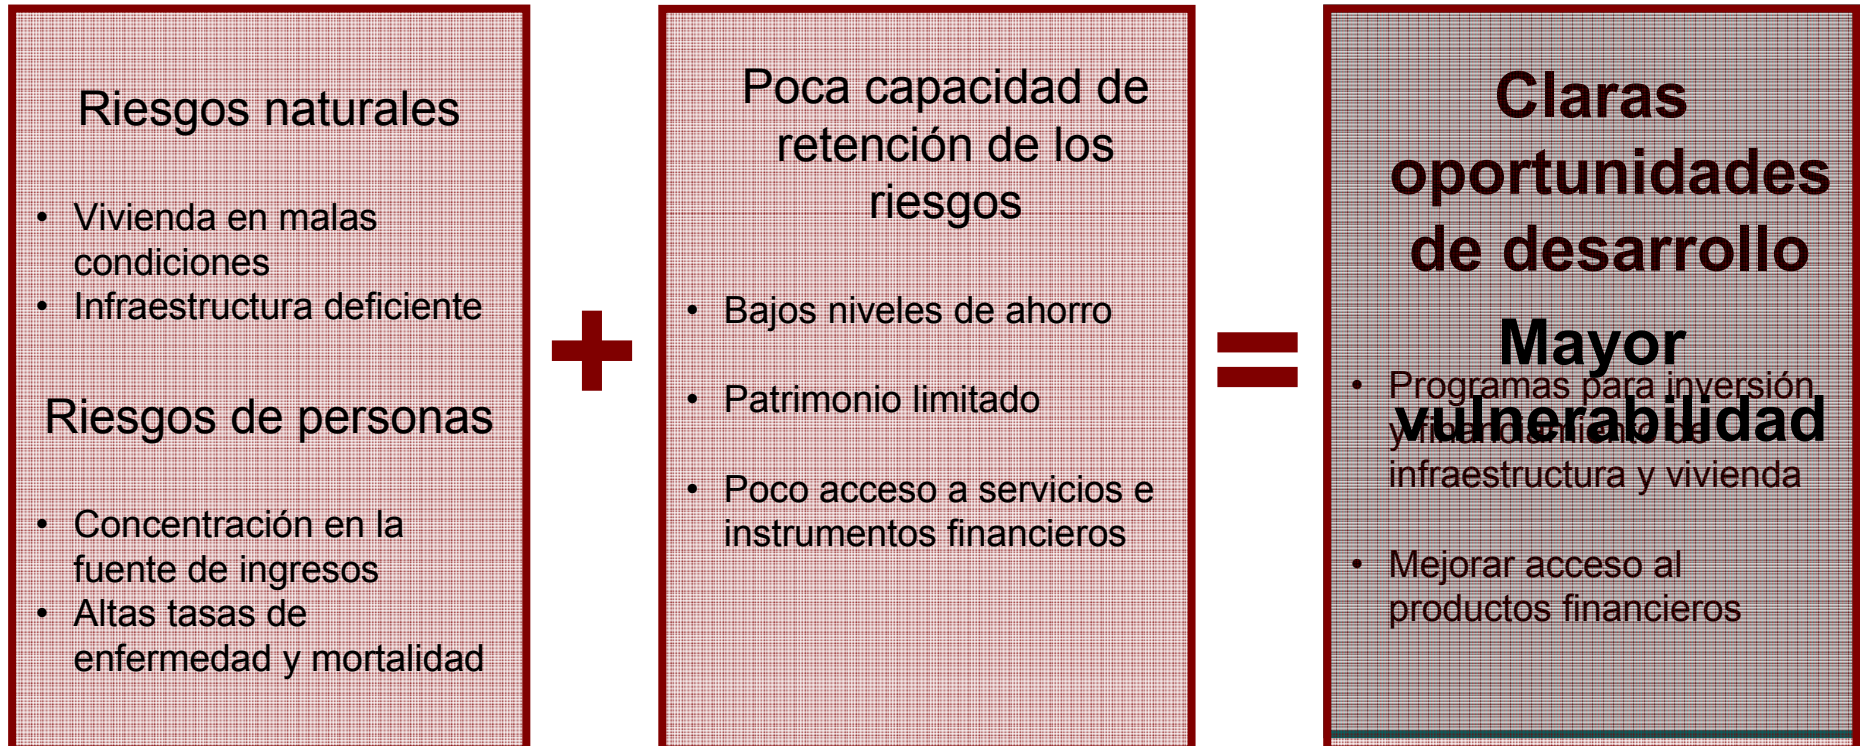 Riesgos naturales
• Vivienda en malas
condiciones
• Infraestructura deficiente
Riesgos de personas
• Concentración en la
fuente de ingresos
• Altas tasas de
enfermedad y mortalidad
+
Poca capacidad de
retención de los
riesgos
• Bajos niveles de ahorro
• Patrimonio limitado
• Poco acceso a servicios e
instrumentos financieros
=
Claras
oportunidades
de desarrollo
Mayor
vulnerabilidad
• Programas para inversión
y financiamiento de
infraestructura y vivienda
• Mejorar acceso al
productos financieros